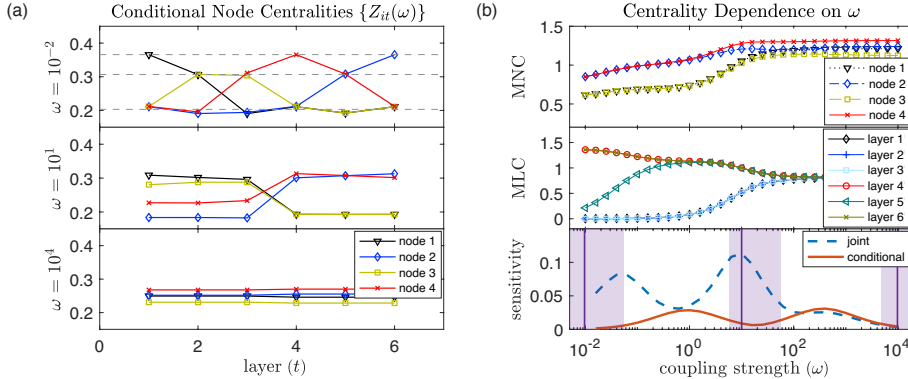 (a)
Conditional Node Centralities {Z_it(ω)}
ω = 10^-2
0.4
0.3
0.2
ω = 10^1
0.4
0.3
0.2
ω = 10^4
0.4
0.3
0.2
node 1
node 2
node 3
node 4
0 2 4 6
layer (t)
(b)
Centrality Dependence on ω
MNC
1.5
1.0
0.5
node 1
node 2
node 3
node 4
MLC
1.5
1.0
0.5
0
layer 1
layer 2
layer 3
layer 4
layer 5
layer 6
sensitivity
0.1
0.05
0
joint
conditional
10^-2 10^0 10^2 10^4
coupling strength (ω)